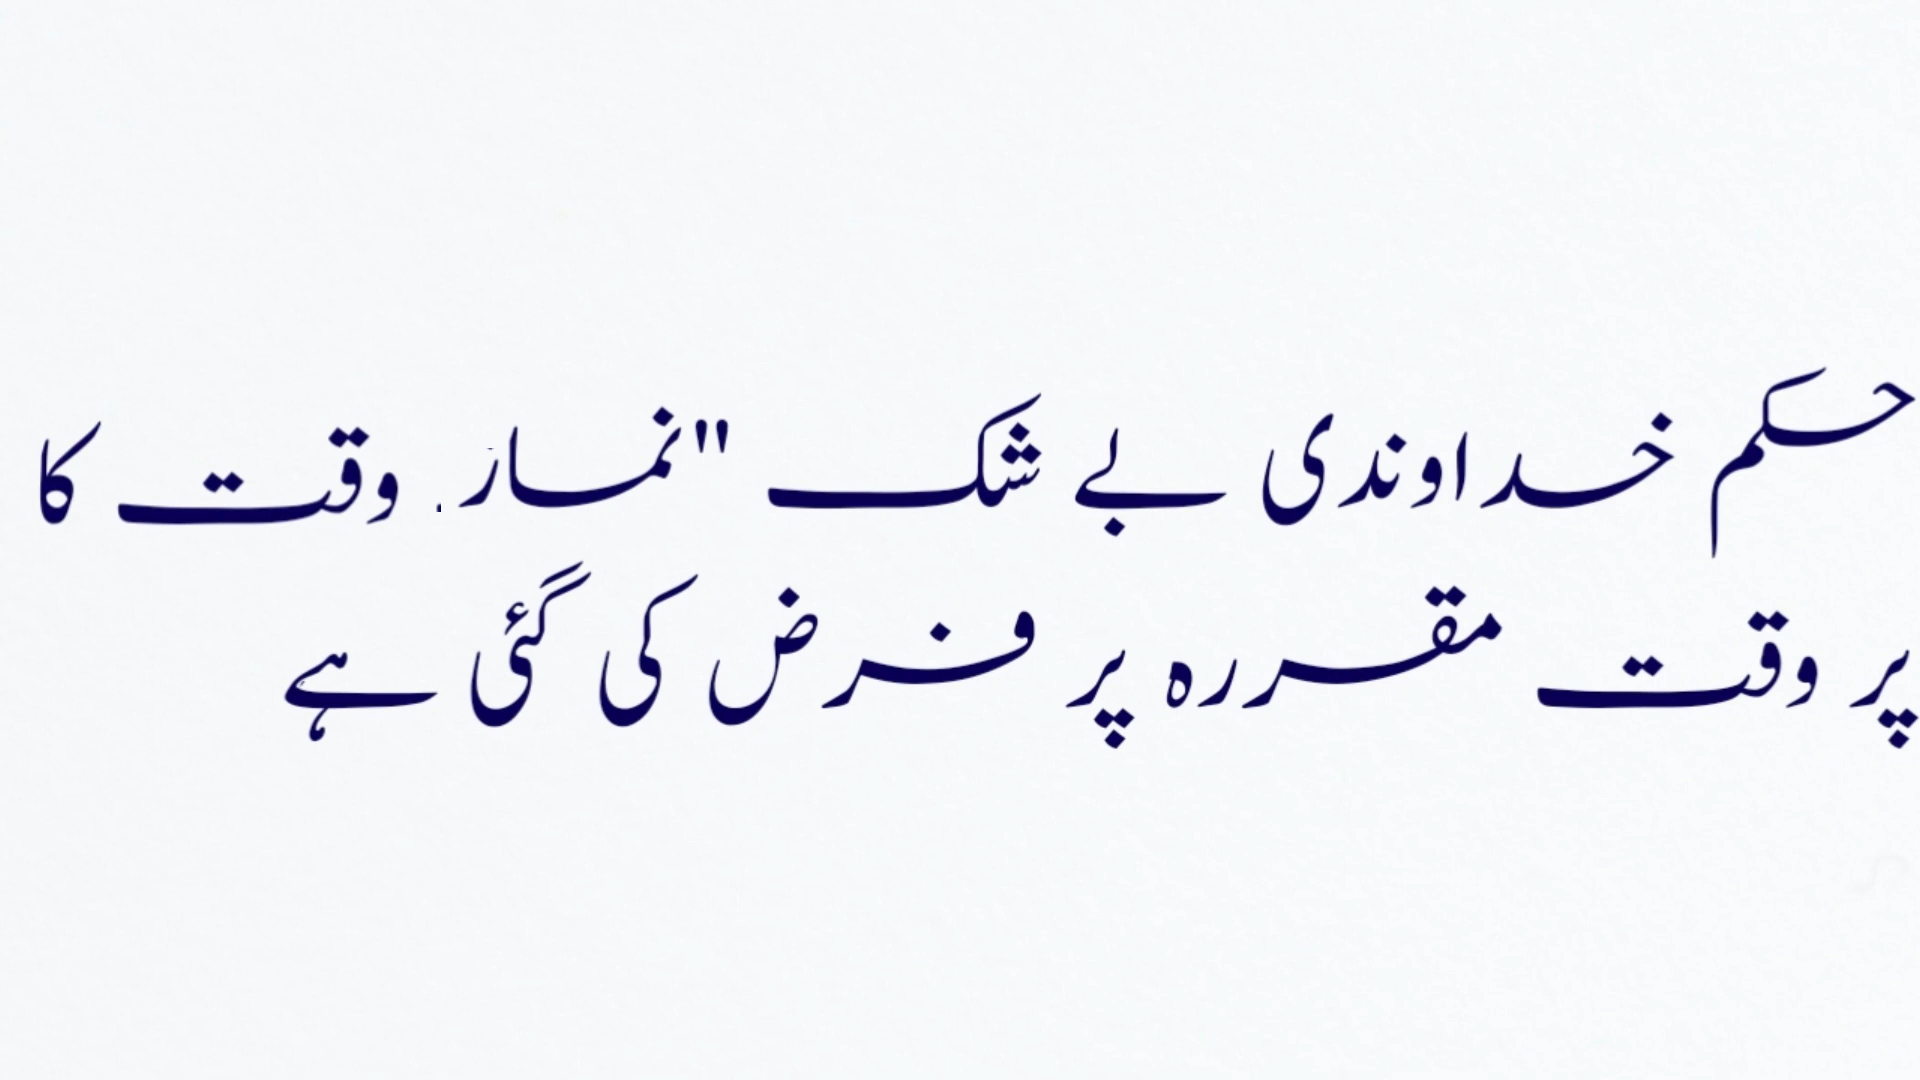 حکم خداوندی بے شک "نماز. وقت کا
پر وقت مقررہ پر فرض کی گئی ہے